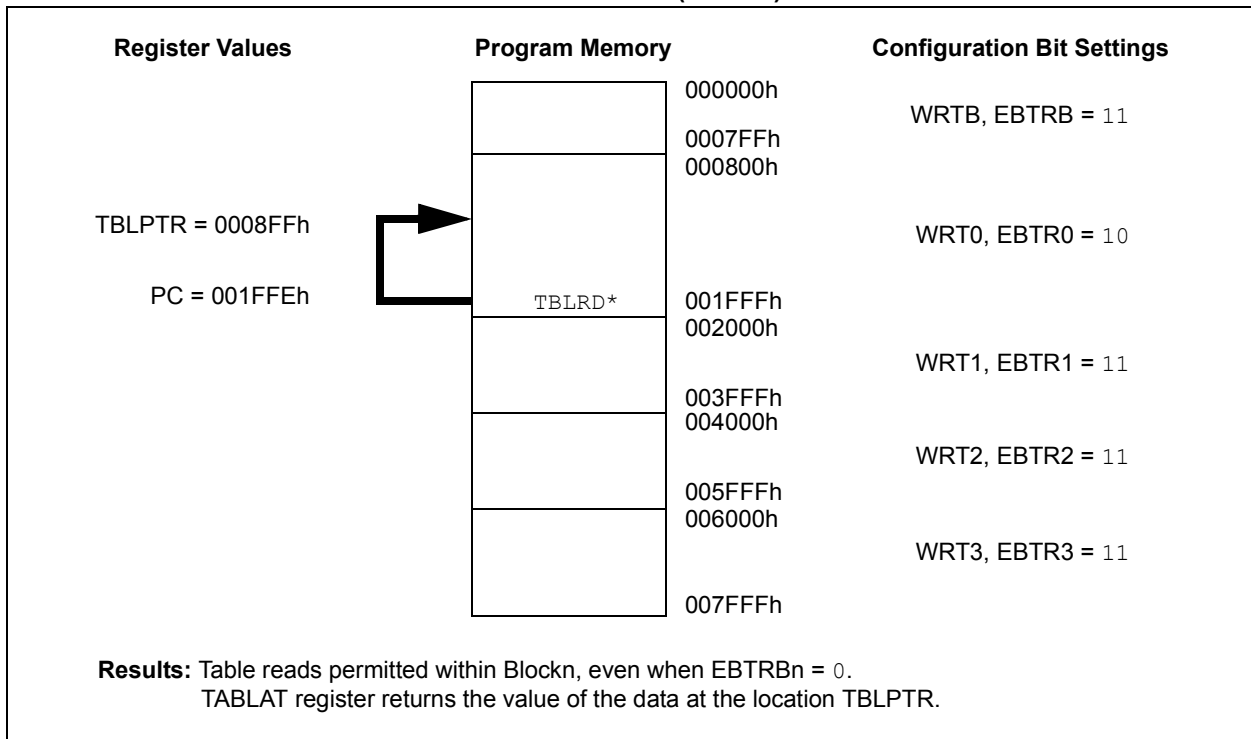 Register Values Program Memory Configuration Bit Settings
000000h
WRTB, EBTRB = 11
0007FFh
000800h
TBLPTR = 0008FFh
WRT0, EBTR0 = 10
PC = 001FFEh
TBLRD*
001FFFh
002000h
WRT1, EBTR1 = 11
003FFFh
004000h
WRT2, EBTR2 = 11
005FFFh
006000h
WRT3, EBTR3 = 11
007FFFh
Results: Table reads permitted within Blockn, even when EBTRBn = 0.
TABLAT register returns the value of the data at the location TBLPTR.